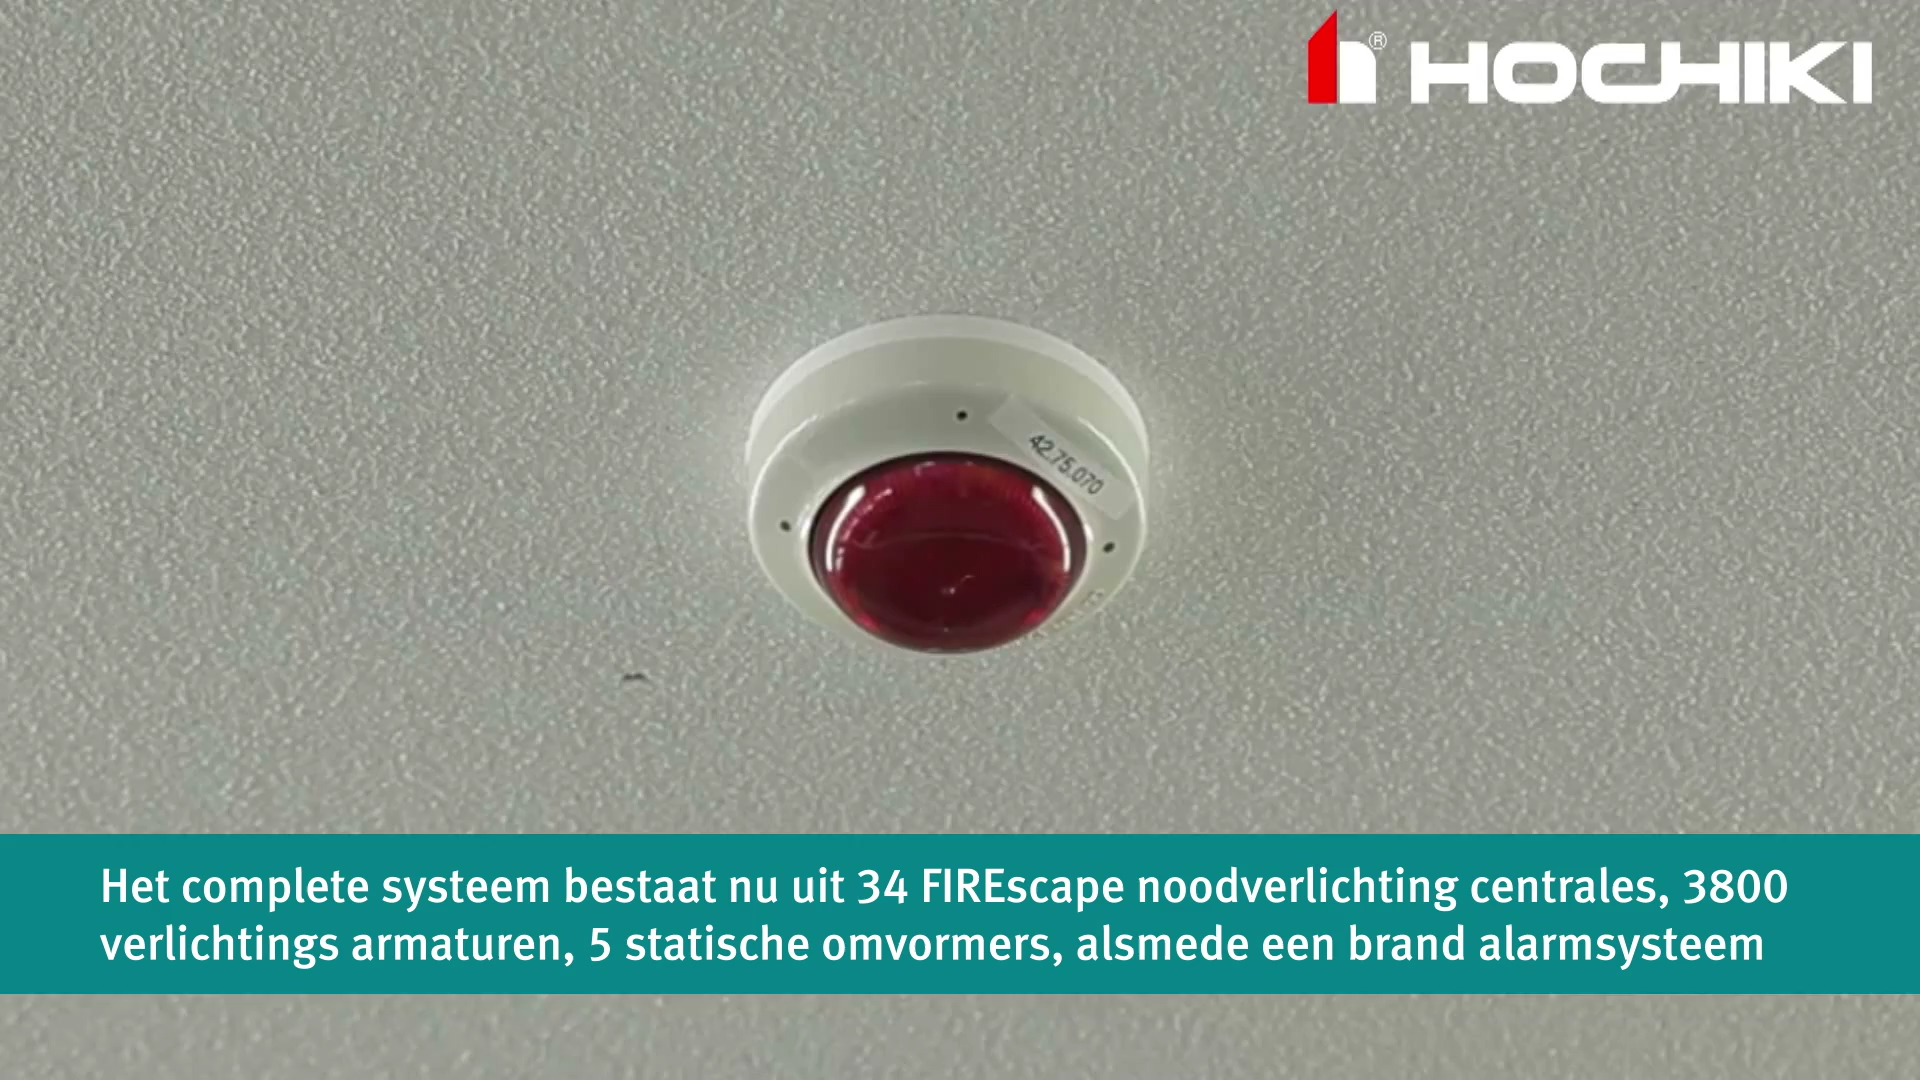 ® HOCHIKI
42.75.070
Het complete systeem bestaat nu uit 34 FIREscape noodverlichting centrales, 3800
verlichtings armaturen, 5 statische omvormers, alsmede een brand alarmsysteem